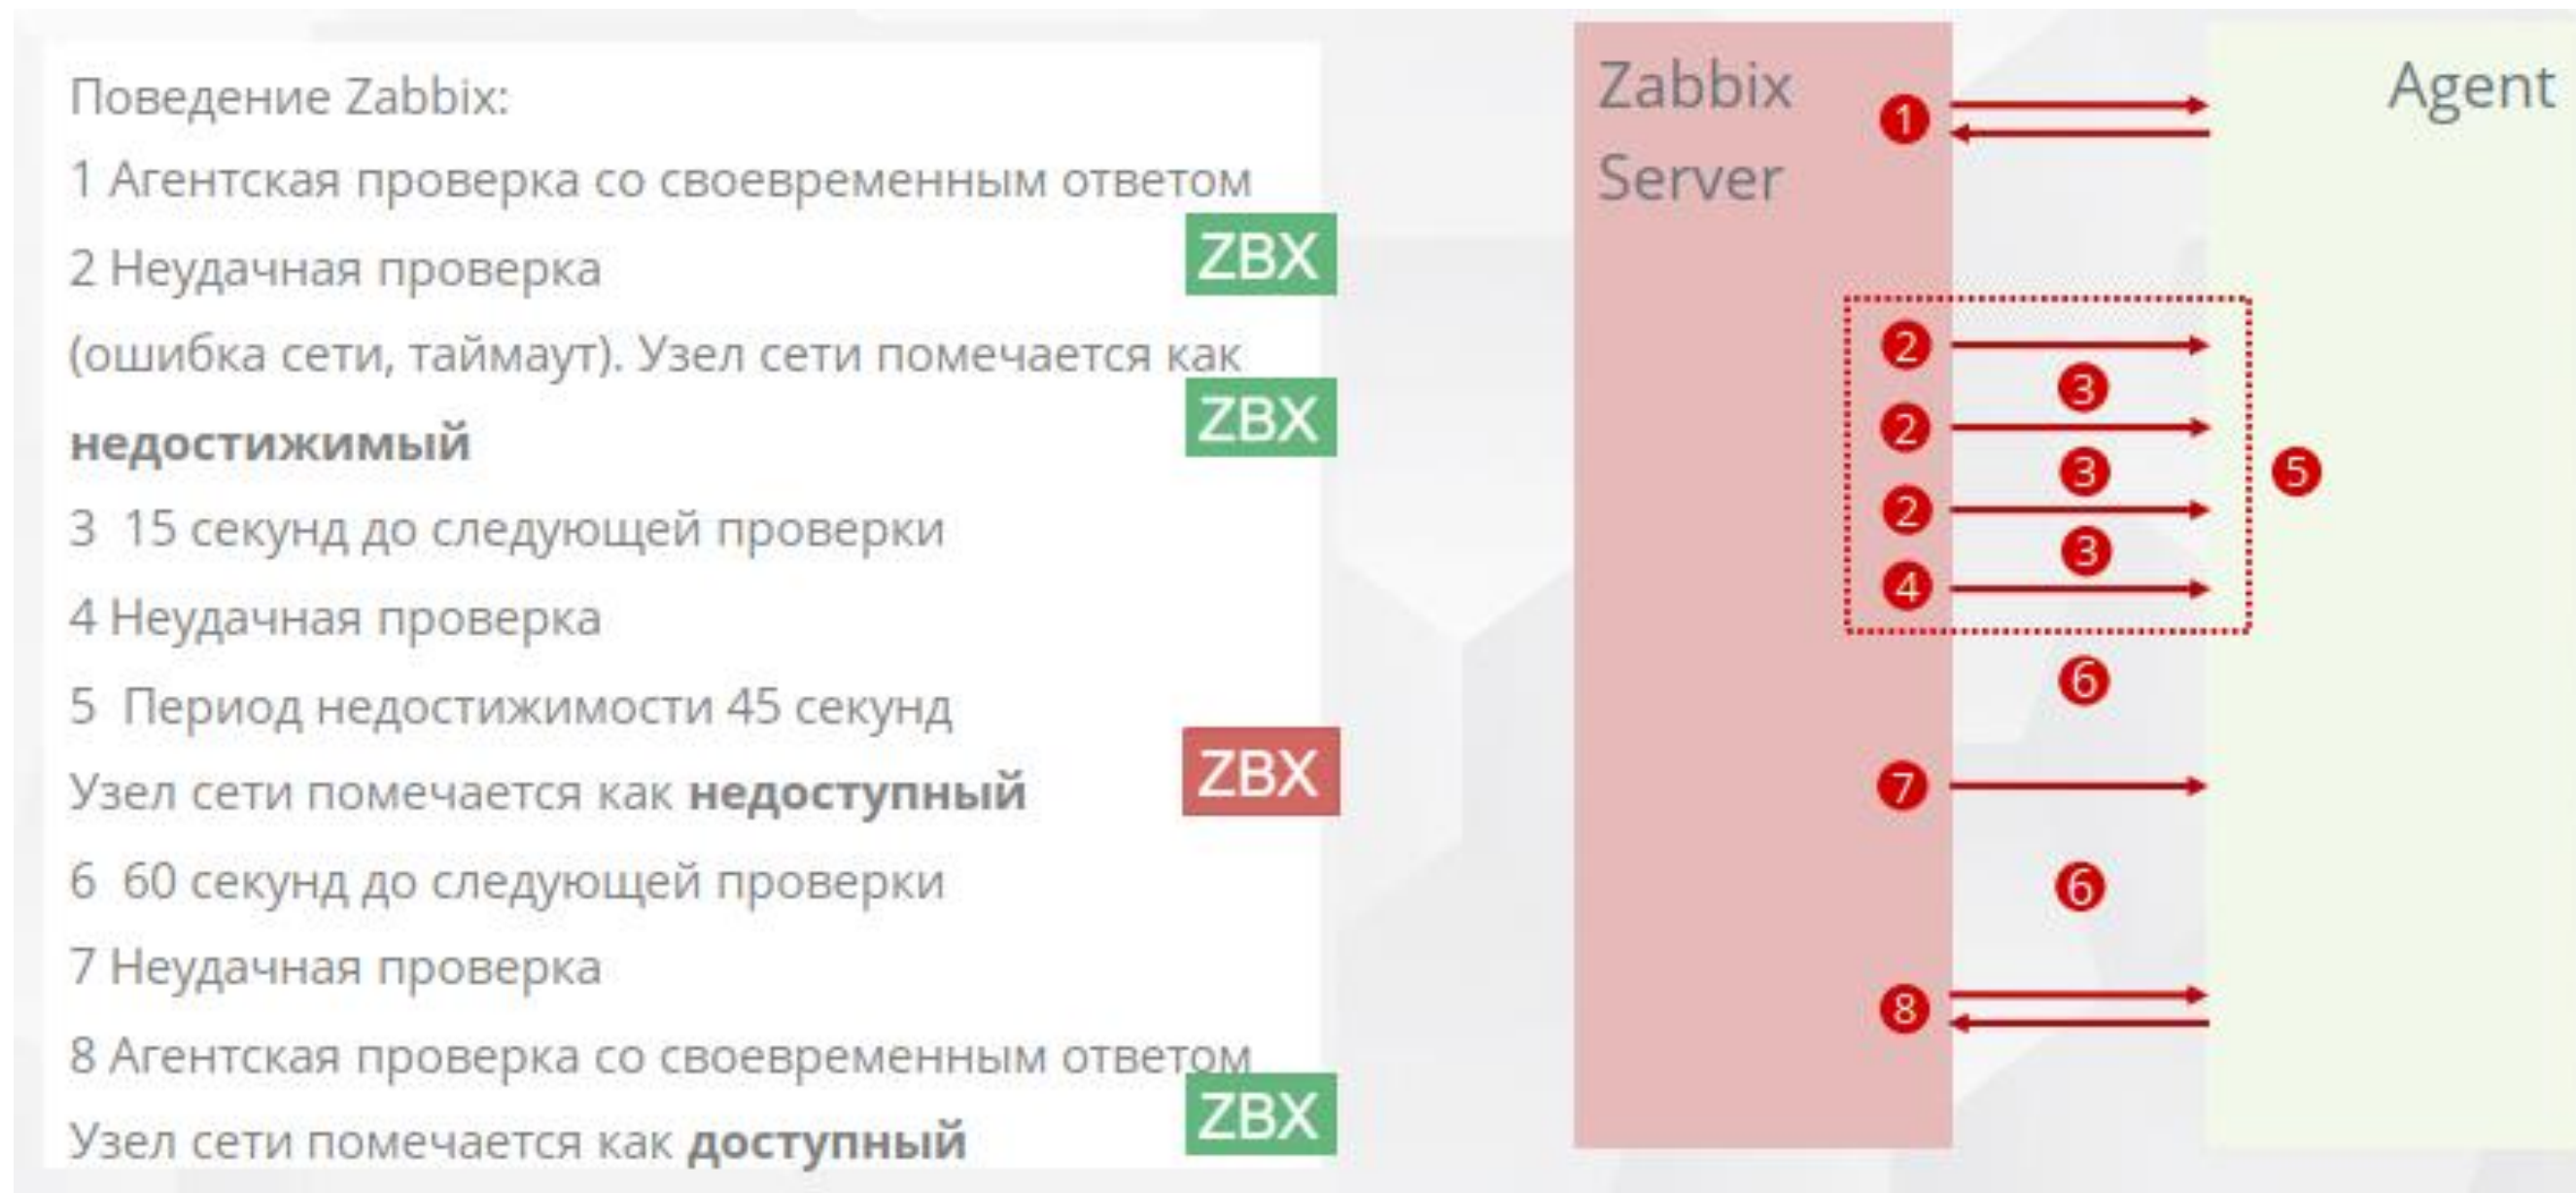 Поведение Zabbix:
1 Агентская проверка со своевременным ответом
ZBX
2 Неудачная проверка
(ошибка сети, таймаут). Узел сети помечается как
ZBX
недостижимый
3  15 секунд до следующей проверки
4 Неудачная проверка
5  Период недостижимости 45 секунд
ZBX
Узел сети помечается как недоступный
6  60 секунд до следующей проверки
7 Неудачная проверка
8 Агентская проверка со своевременным ответом
ZBX
Узел сети помечается как доступный
Zabbix
Server
Agent
1
2
3
2
3
5
2
3
4
6
7
6
8